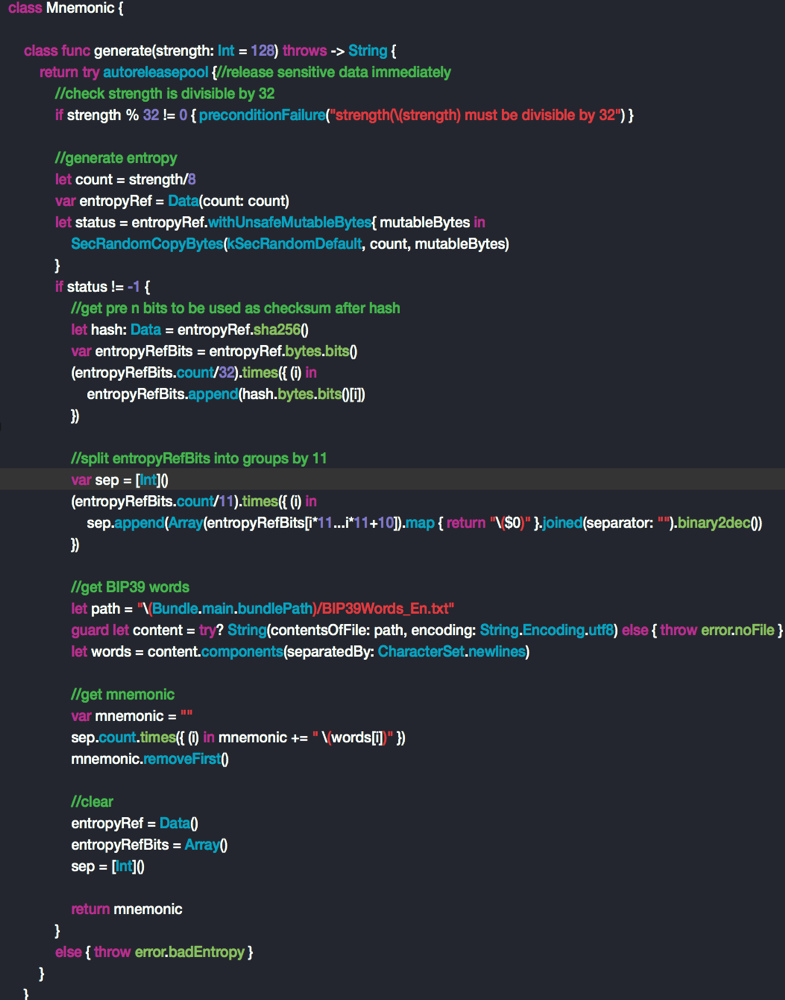 class Mnemonic {
class func generate(strength: Int = 128) throws -> String {
return try autoreleasepool {//release sensitive data immediately
//check strength is divisible by 32
if strength % 32 != 0 { preconditionFailure("strength(\(strength) must be divisible by 32") }
//generate entropy
let count = strength/8
var entropyRef = Data(count: count)
let status = entropyRef.withUnsafeMutableBytes{ mutableBytes in
SecRandomCopyBytes(kSecRandomDefault, count, mutableBytes)
}
if status != -1 {
//get pre n bits to be used as checksum after hash
let hash: Data = entropyRef.sha256()
var entropyRefBits = entropyRef.bytes.bits()
(entropyRefBits.count/32).times({ (i) in
entropyRefBits.append(hash.bytes.bits()[i])
})
//split entropyRefBits into groups by 11
var sep = [Int]()
(entropyRefBits.count/11).times({ (i) in
sep.append(Array(entropyRefBits[i*11...i*11+10]).map { return "\($0)" }.joined(separator: "").binary2dec())
})
//get BIP39 words
let path = "\(Bundle.main.bundlePath)/BIP39Words_En.txt"
guard let content = try? String(contentsOfFile: path, encoding: String.Encoding.utf8) else { throw error.noFile }
let words = content.components(separatedBy: CharacterSet.newlines)
//get mnemonic
var mnemonic = ""
sep.count.times({ (i) in mnemonic += " \(words[i])" })
mnemonic.removeFirst()
//clear
entropyRef = Data()
entropyRefBits = Array()
sep = [Int]()
return mnemonic
}
else { throw error.badEntropy }
}
}